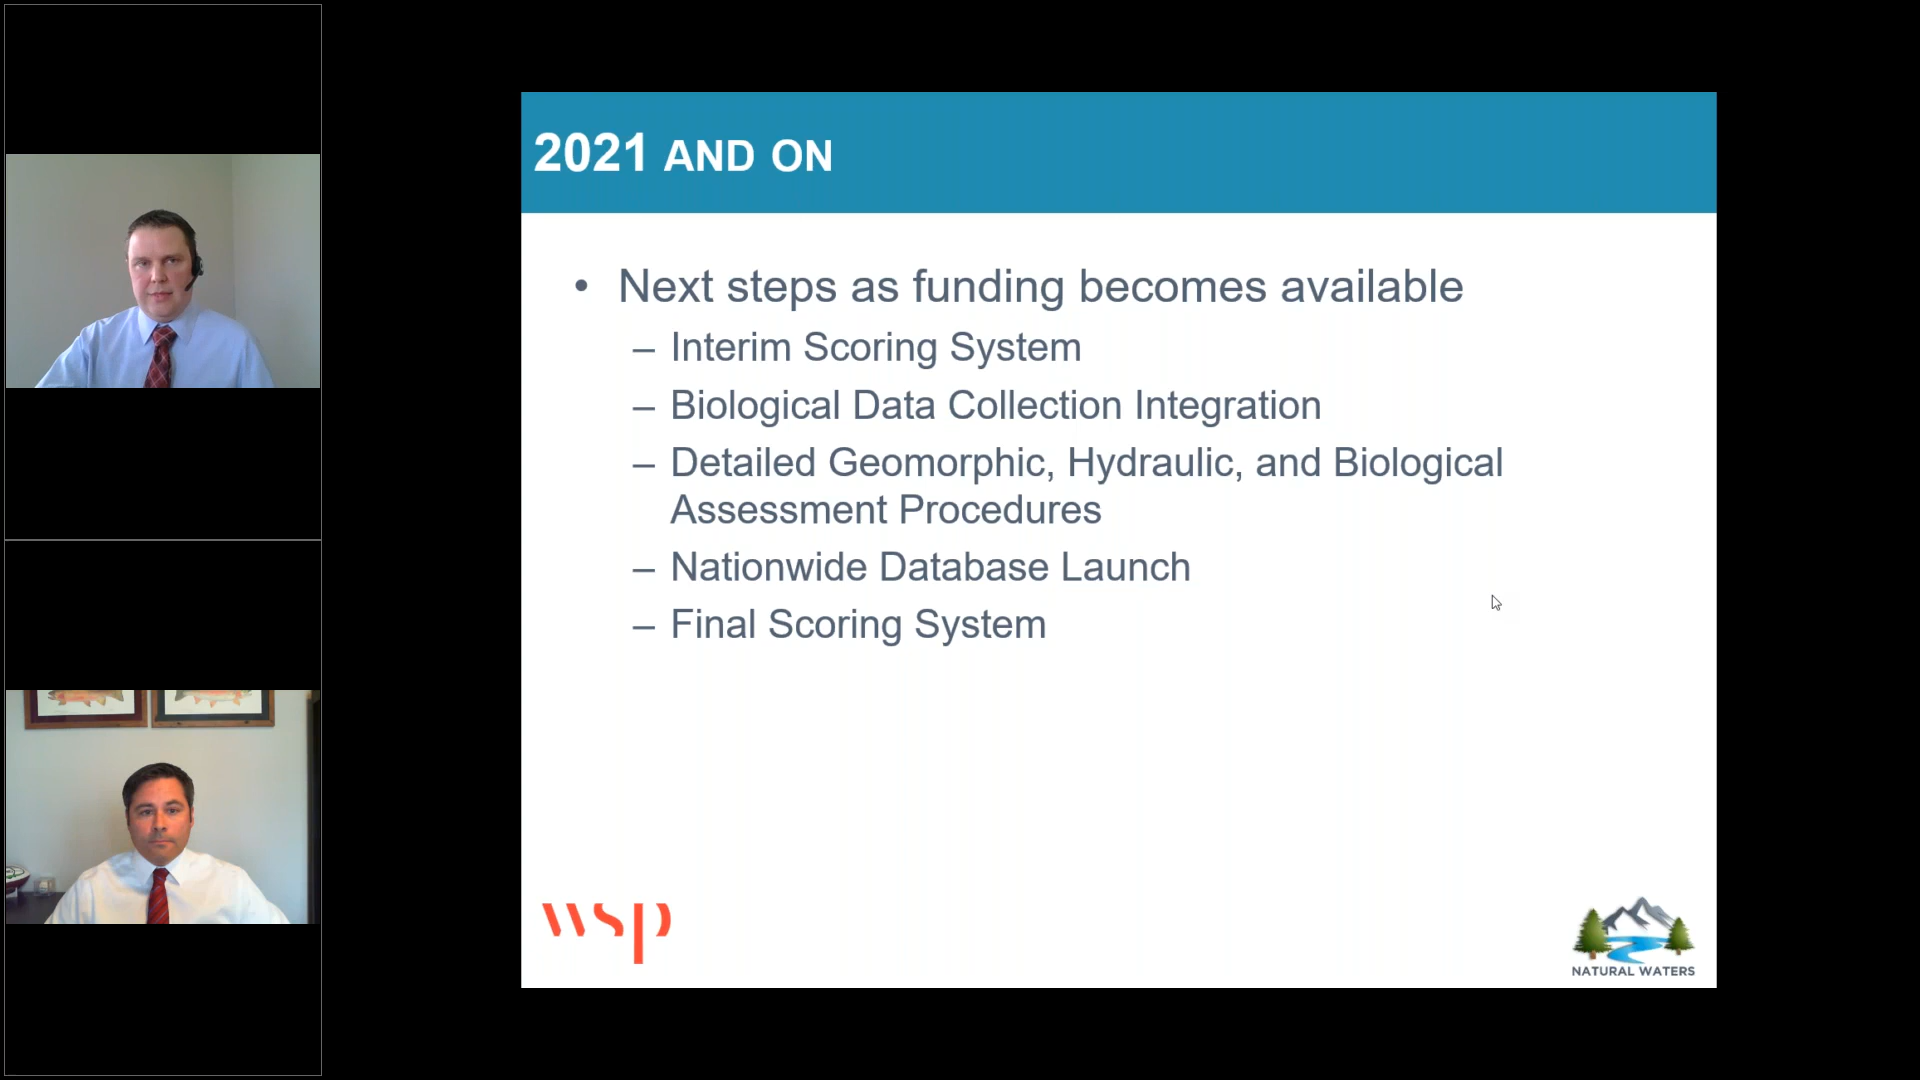 2021 AND ON
• Next steps as funding becomes available
– Interim Scoring System
– Biological Data Collection Integration
– Detailed Geomorphic, Hydraulic, and Biological
Assessment Procedures
– Nationwide Database Launch
– Final Scoring System
wsp
NATURAL WATERS